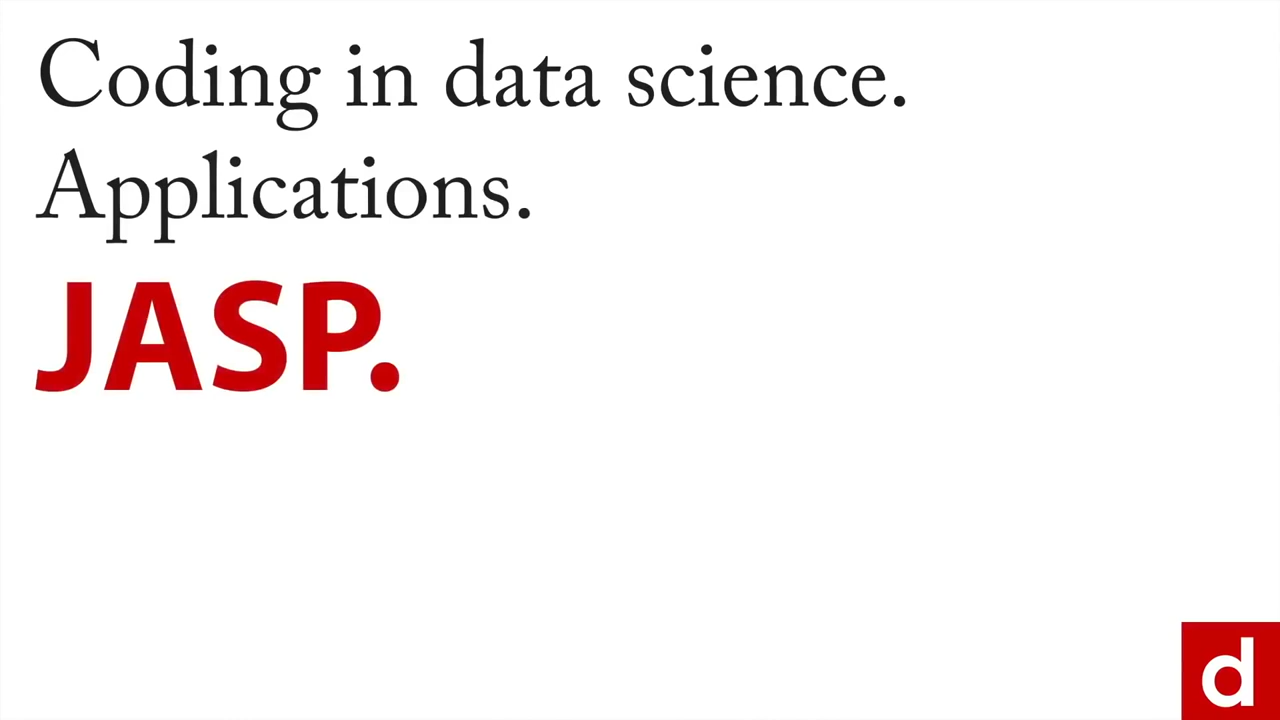 Coding in data science.
Applications.
JASP.
d